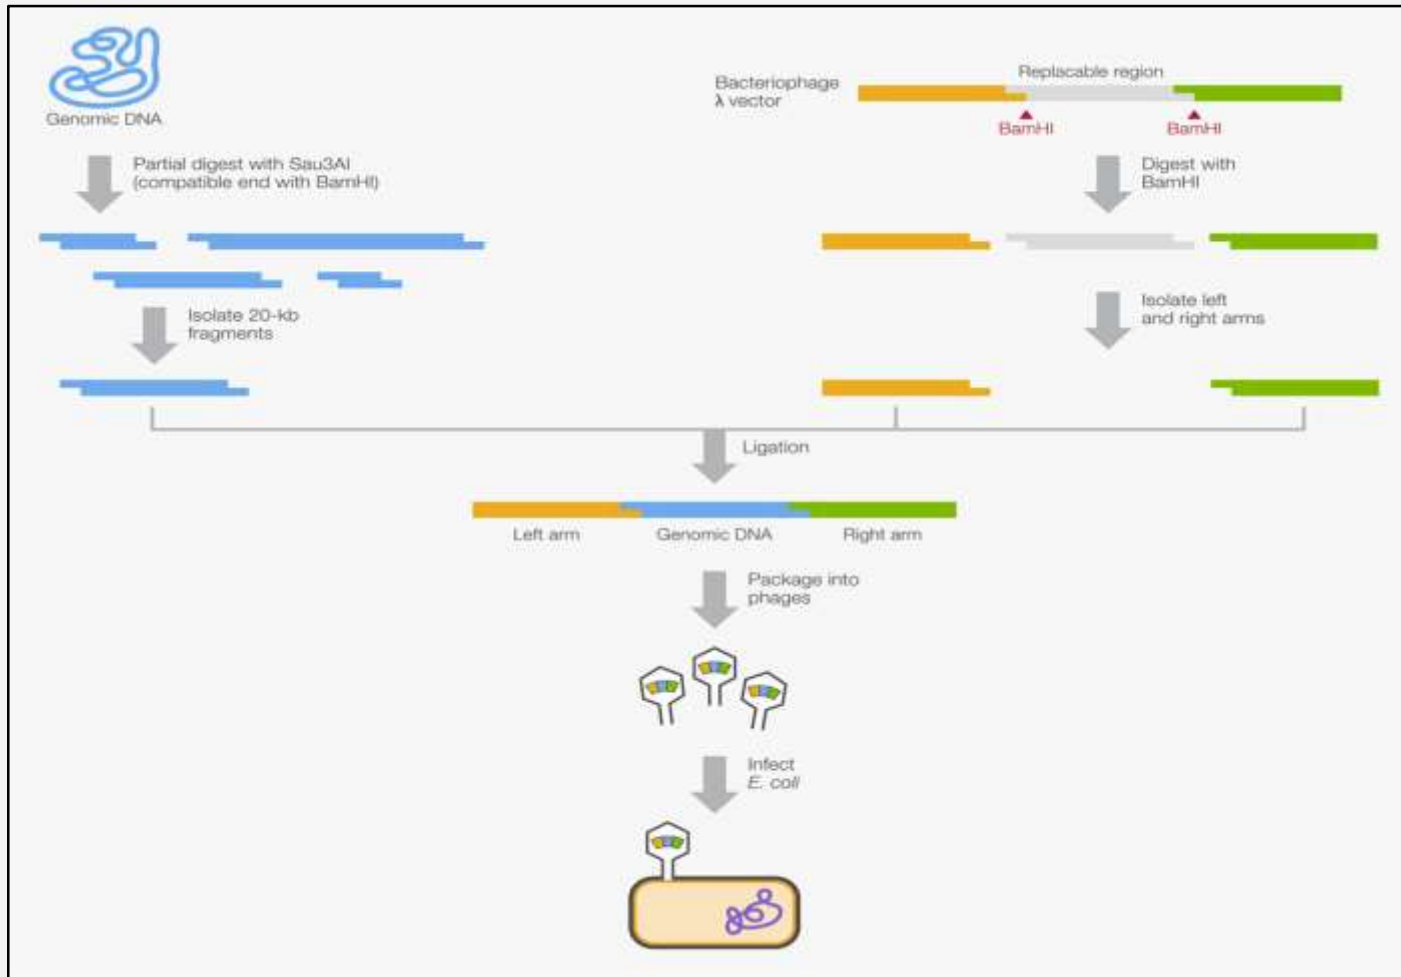 Genomic DNA
Partial digest with Sau3AI
(compatible end with BamHI)
Isolate 20-kb
fragments
Bacteriophage
λ vector
Replacable region
BamHI
BamHI
Digest with
BamHI
Isolate left
and right arms
Ligation
Left arm
Genomic DNA
Right arm
Package into
phages
Infect
E. coli